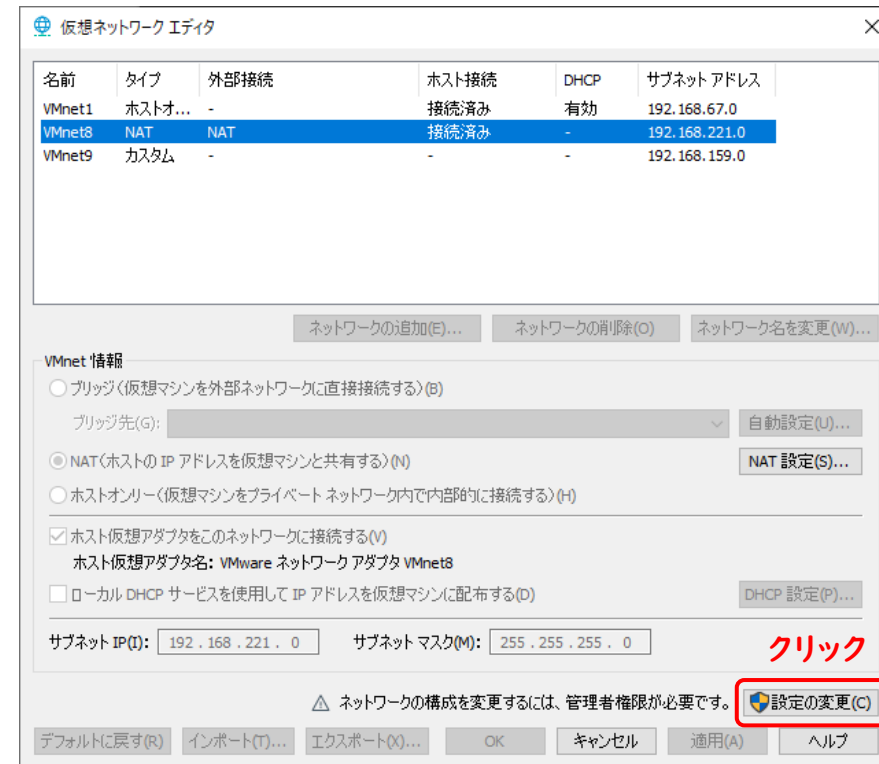 仮想ネットワーク エディタ
名前 タイプ 外部接続 ホスト接続 DHCP サブネット アドレス
VMnet1 ホストオ... - 接続済み 有効 192.168.67.0
VMnet8 NAT NAT 接続済み - 192.168.221.0
VMnet9 カスタム - - - 192.168.159.0
ネットワークの追加(E)... ネットワークの削除(O) ネットワーク名を変更(W)...
VMnet 情報
ブリッジ(仮想マシンを外部ネットワークに直接接続する)(B)
ブリッジ先(G): 自動設定(U)...
NAT(ホストの IP アドレスを仮想マシンと共有する)(N) NAT 設定(S)...
ホストオンリー(仮想マシンをプライベート ネットワーク内で内部的に接続する)(H)
ホスト仮想アダプタをこのネットワークに接続する(V)
ホスト仮想アダプタ名: VMware ネットワーク アダプタ VMnet8
ローカル DHCP サービスを使用して IP アドレスを仮想マシンに配布する(D) DHCP 設定(P)...
サブネット IP(I): 192 . 168 . 221 . 0 サブネット マスク(M): 255 . 255 . 255 . 0
クリック
ネットワークの構成を変更するには、管理者権限が必要です。 設定の変更(C)
デフォルトに戻す(R) インポート(T)... エクスポート(X)... OK キャンセル 適用(A) ヘルプ